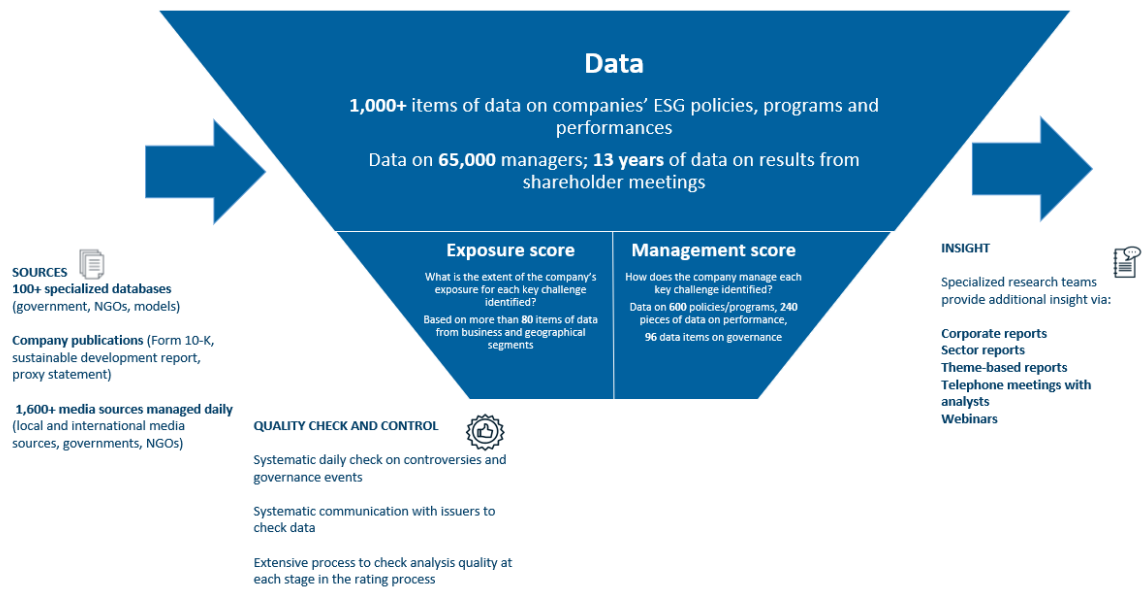 Data
1,000+ items of data on companies’ ESG policies, programs and
performances
Data on 65,000 managers; 13 years of data on results from
shareholder meetings
Exposure score
What is the extent of the company’s
exposure for each key challenge
identified?
Based on more than 80 items of data
from business and geographical
segments
Management score
How does the company manage each
key challenge identified?
Data on 600 policies/programs, 240
pieces of data on performance,
96 data items on governance
SOURCES
100+ specialized databases
(government, NGOs, models)
Company publications (Form 10-K,
sustainable development report,
proxy statement)
1,600+ media sources managed daily
(local and international media
sources, governments, NGOs)
QUALITY CHECK AND CONTROL
Systematic daily check on controversies and
governance events
Systematic communication with issuers to
check data
Extensive process to check analysis quality at
each stage in the rating process
INSIGHT
Specialized research teams
provide additional insight via:
Corporate reports
Sector reports
Theme-based reports
Telephone meetings with
analysts
Webinars